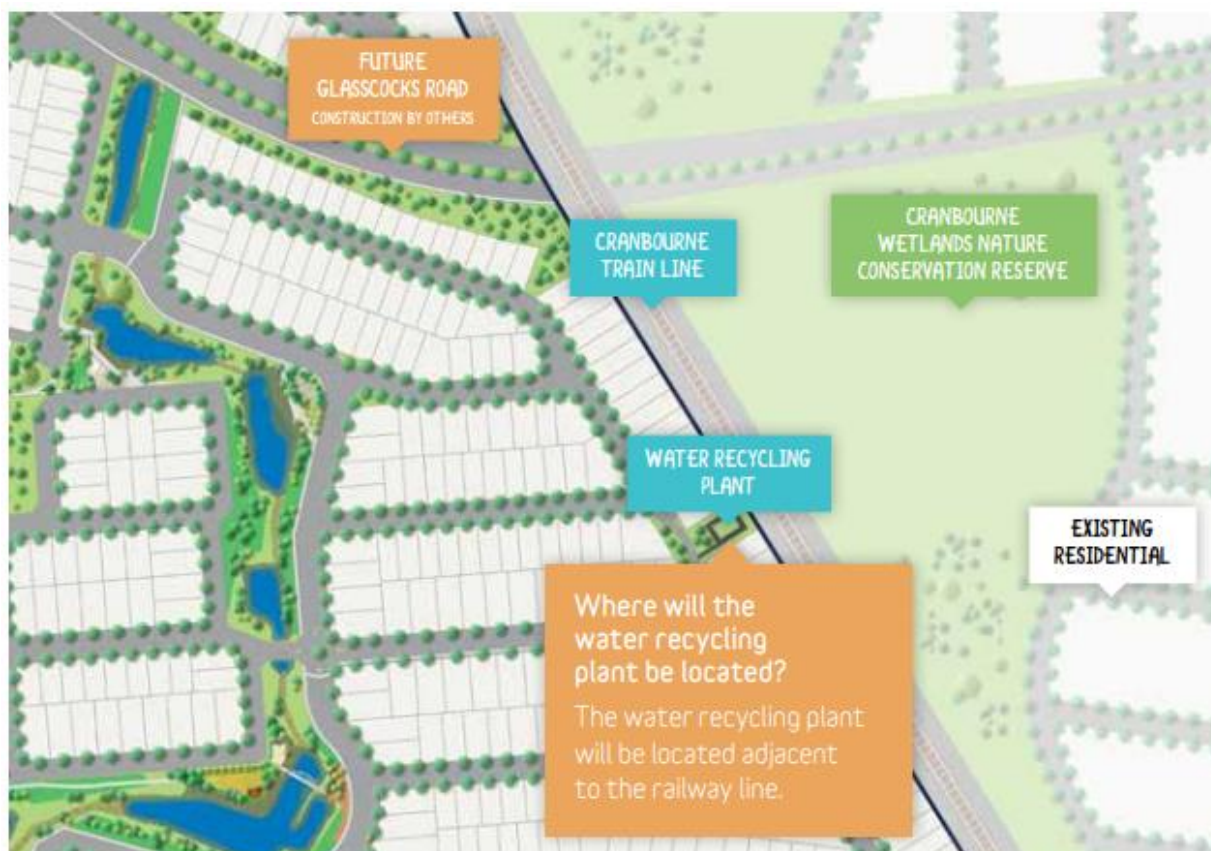 FUTURE
GLASSCOCKS ROAD
CONSTRUCTION BY OTHERS
CRANBOURNE
TRAIN LINE
CRANBOURNE
WETLANDS NATURE
CONSERVATION RESERVE
WATER RECYCLING
PLANT
EXISTING
RESIDENTIAL
Where will the
water recycling
plant be located?
The water recycling plant
will be located adjacent
to the railway line.